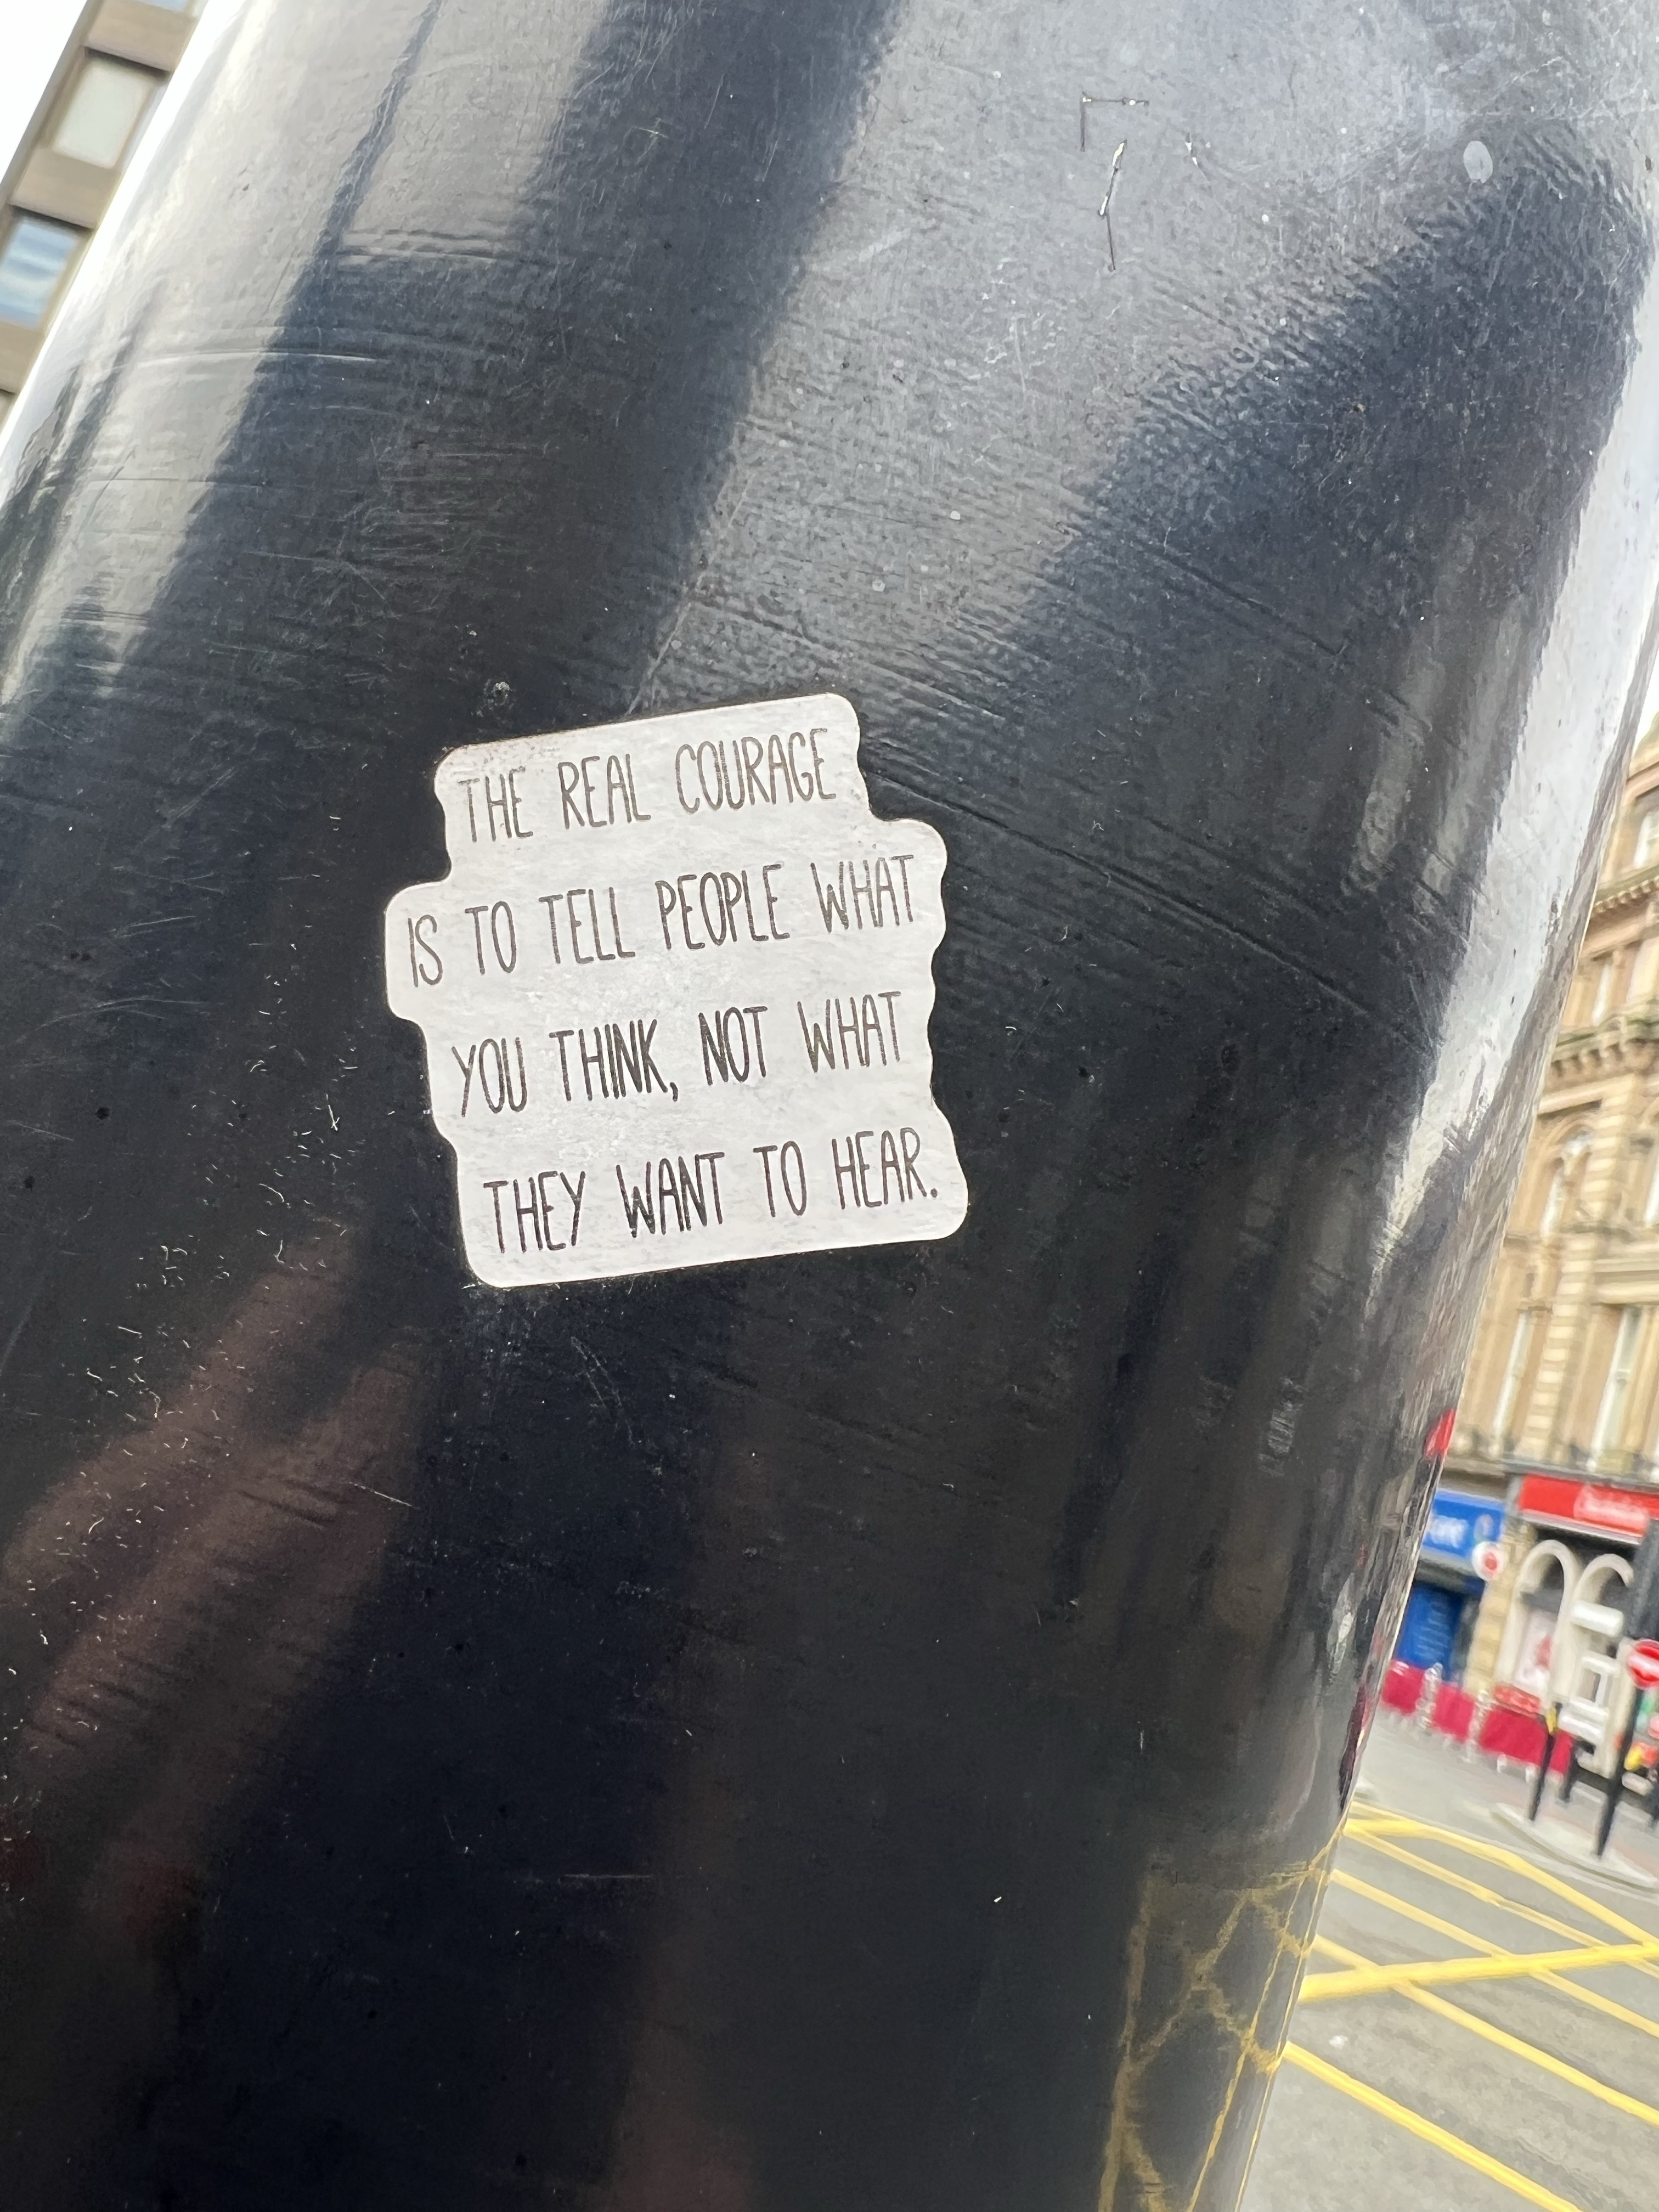 THE REAL COURAGE
IS TO TELL PEOPLE WHAT
YOU THINK, NOT WHAT
THEY WANT TO HEAR.